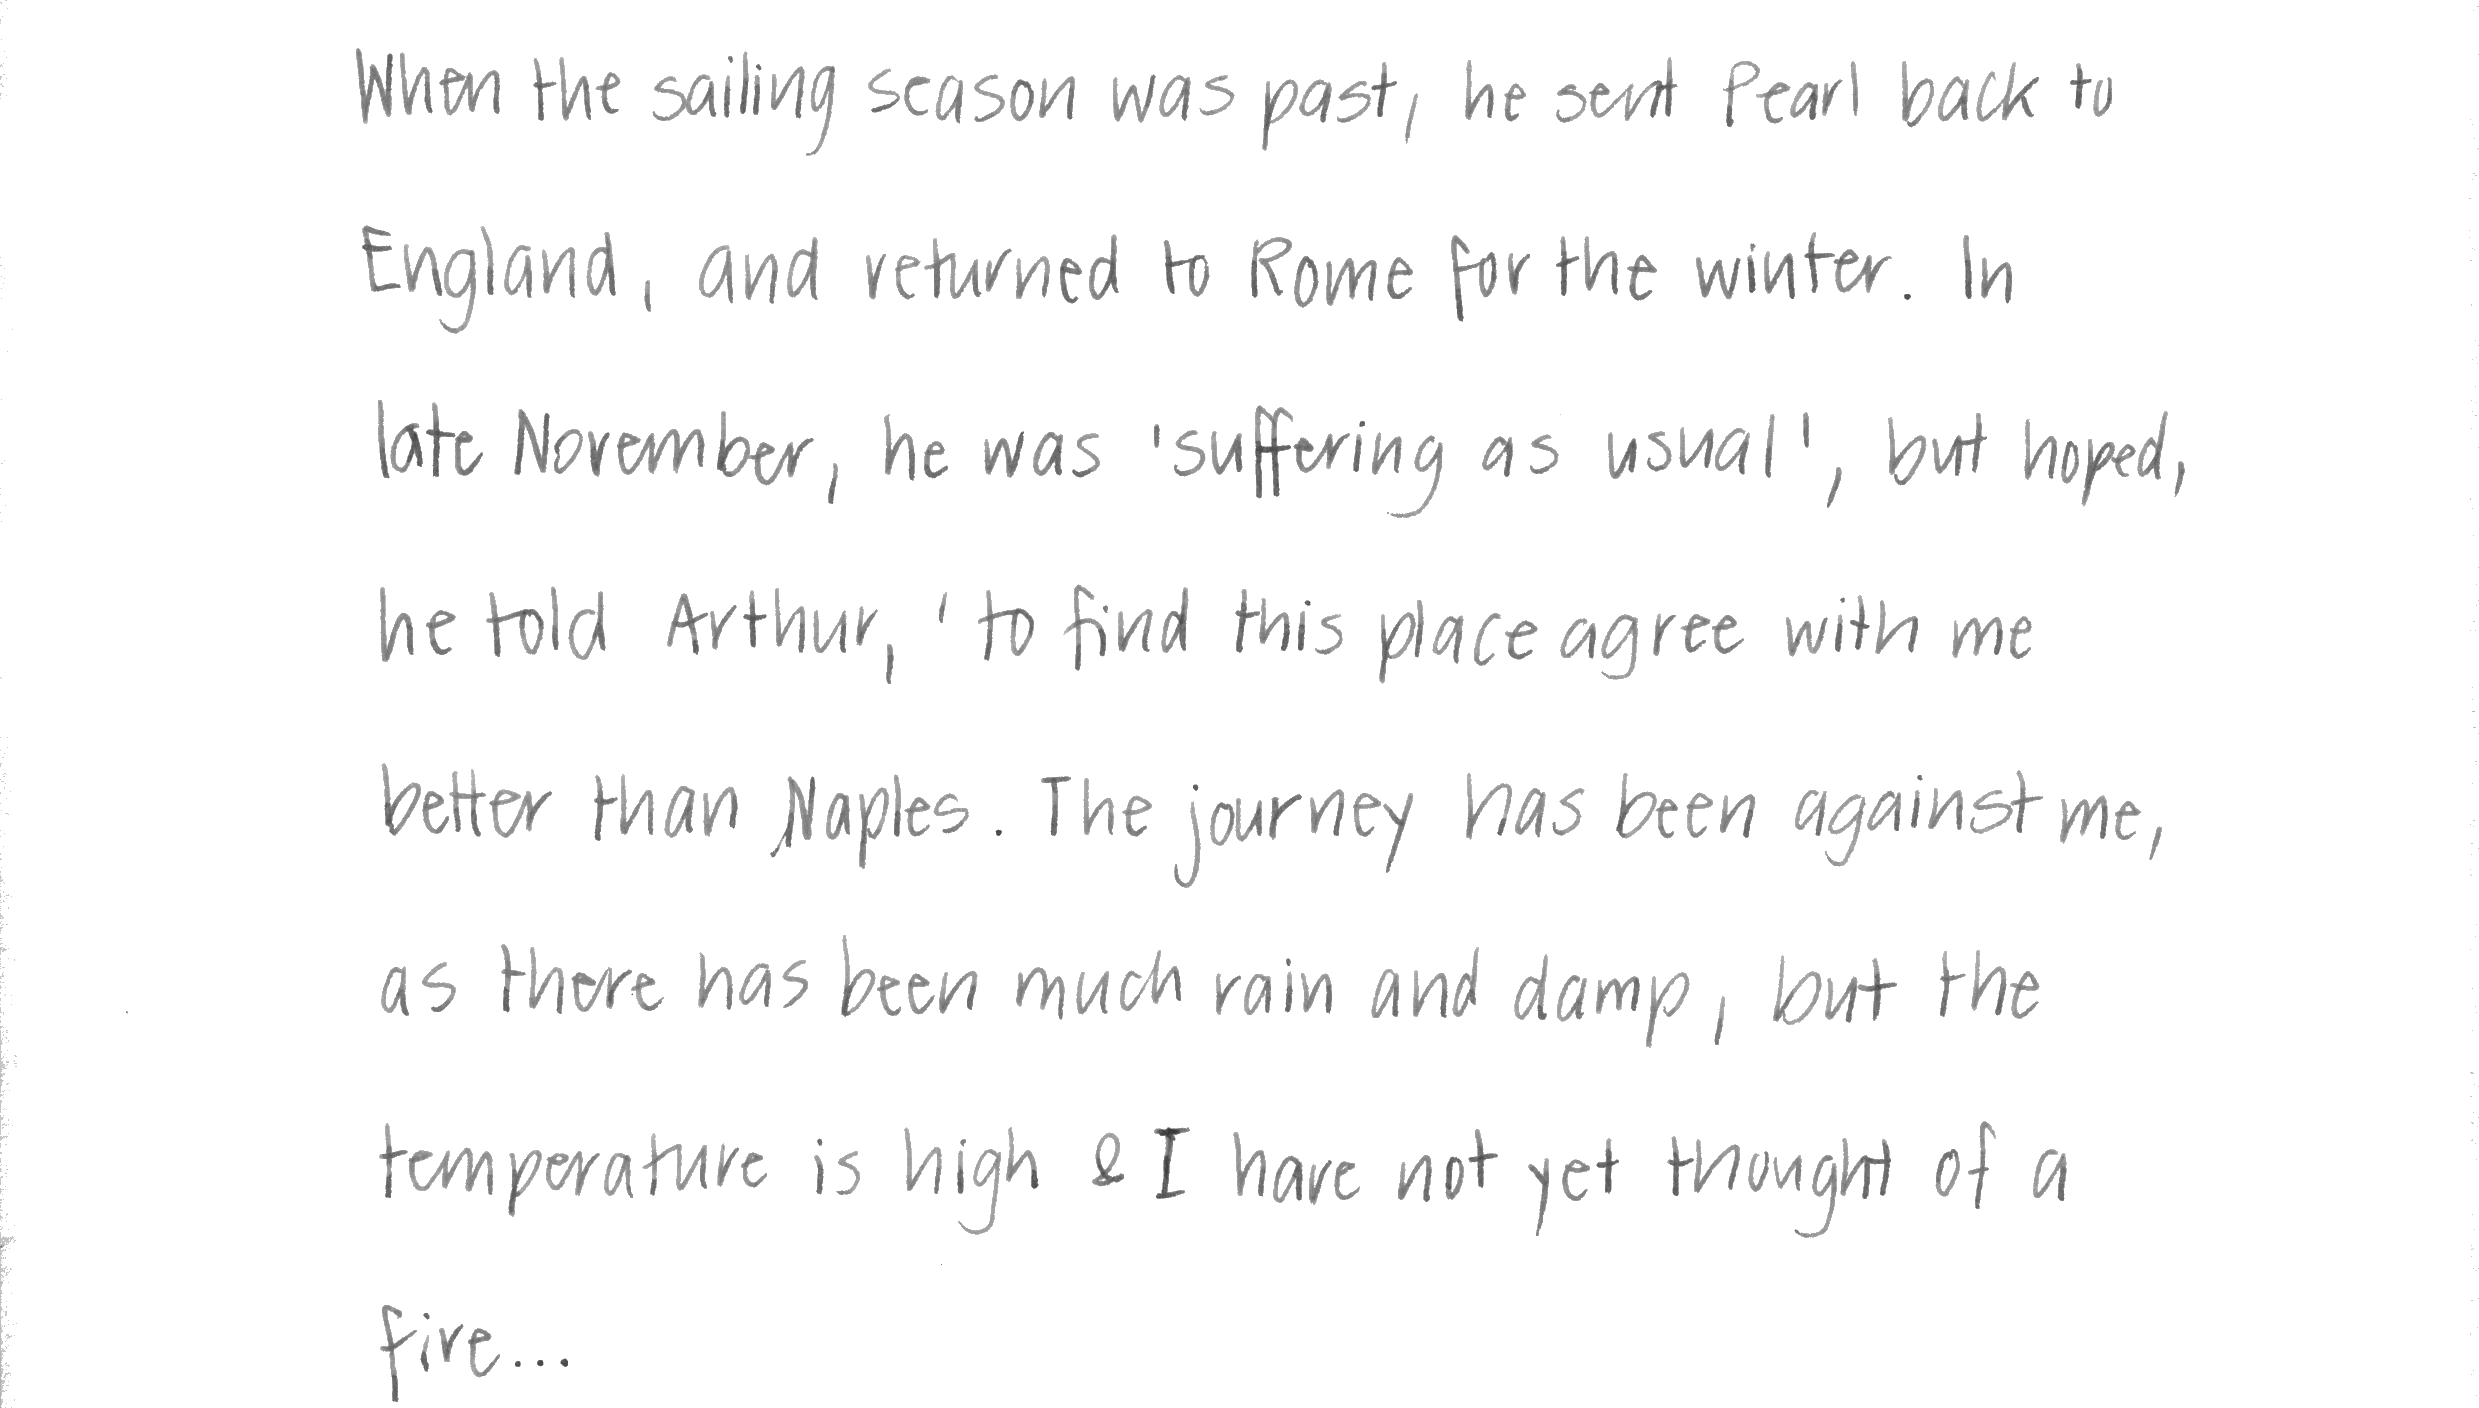 When the sailing season was past, he sent Pearl back to
England, and returned to Rome for the winter. In
late November, he was 'suffering as usual', but hoped,
he told Arthur, 'to find this place agree with me
better than Naples. The journey has been against me,
as there has been much rain and damp, but the
temperature is high & I have not yet thought of a
fire...